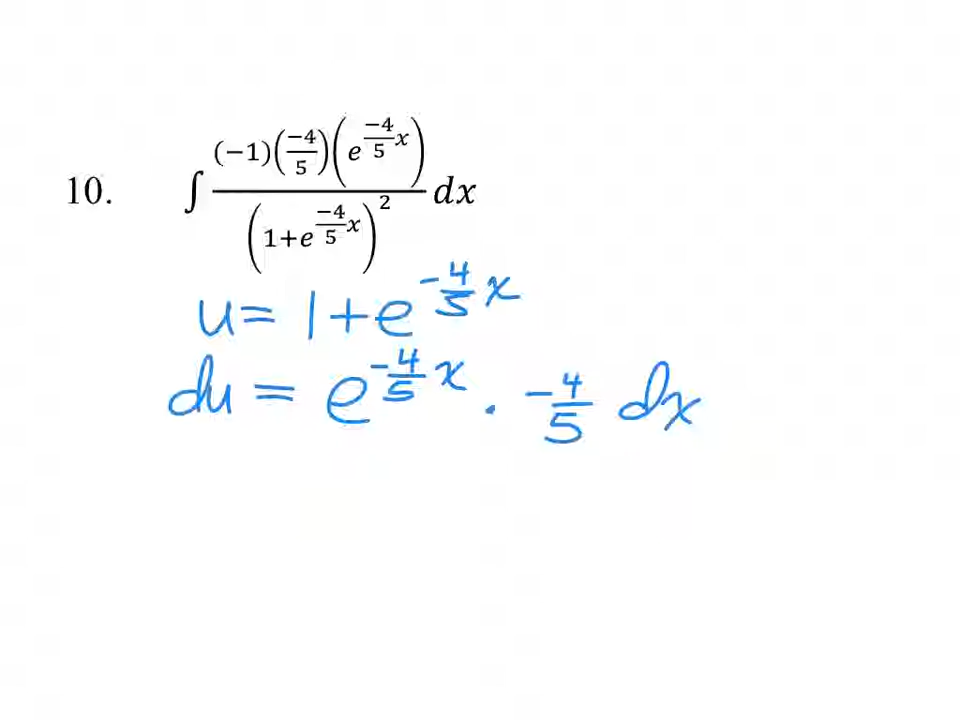 10. ∫ (−1)(−4/5)(e^(−4/5 x)) / (1+e^(−4/5 x))^2 dx
u = 1+e^(-4/5 x)
du = e^(-4/5 x) · -4/5 dx